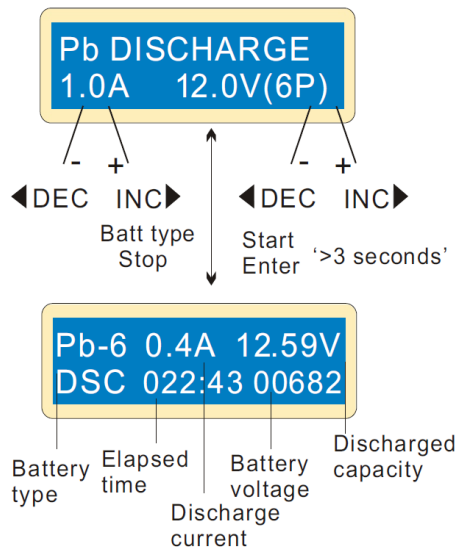 Pb DISCHARGE
1.0A 12.0V(6P)
- + - +
◀DEC INC▶ ◀DEC INC▶
Batt type
Stop
Start
Enter '>3 seconds'
Pb-6 0.4A 12.59V
DSC 022:43 00682
Battery
type
Elapsed
time
Discharge
current
Battery
voltage
Discharged
capacity